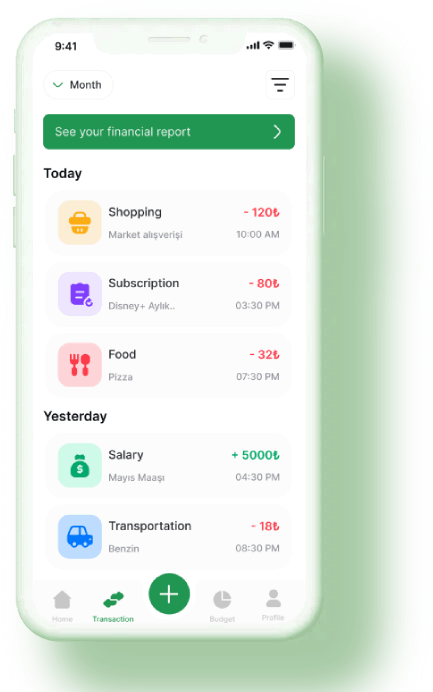 9:41
Month
See your financial report
Today
Shopping - 120₺
Market alışverişi 10:00 AM
Subscription - 80₺
Disney+ Aylık.. 03:30 PM
Food - 32₺
Pizza 07:30 PM
Yesterday
Salary + 5000₺
Mayıs Maaşı 04:30 PM
Transportation - 18₺
Benzin 08:30 PM
Home Transaction Budget Profile